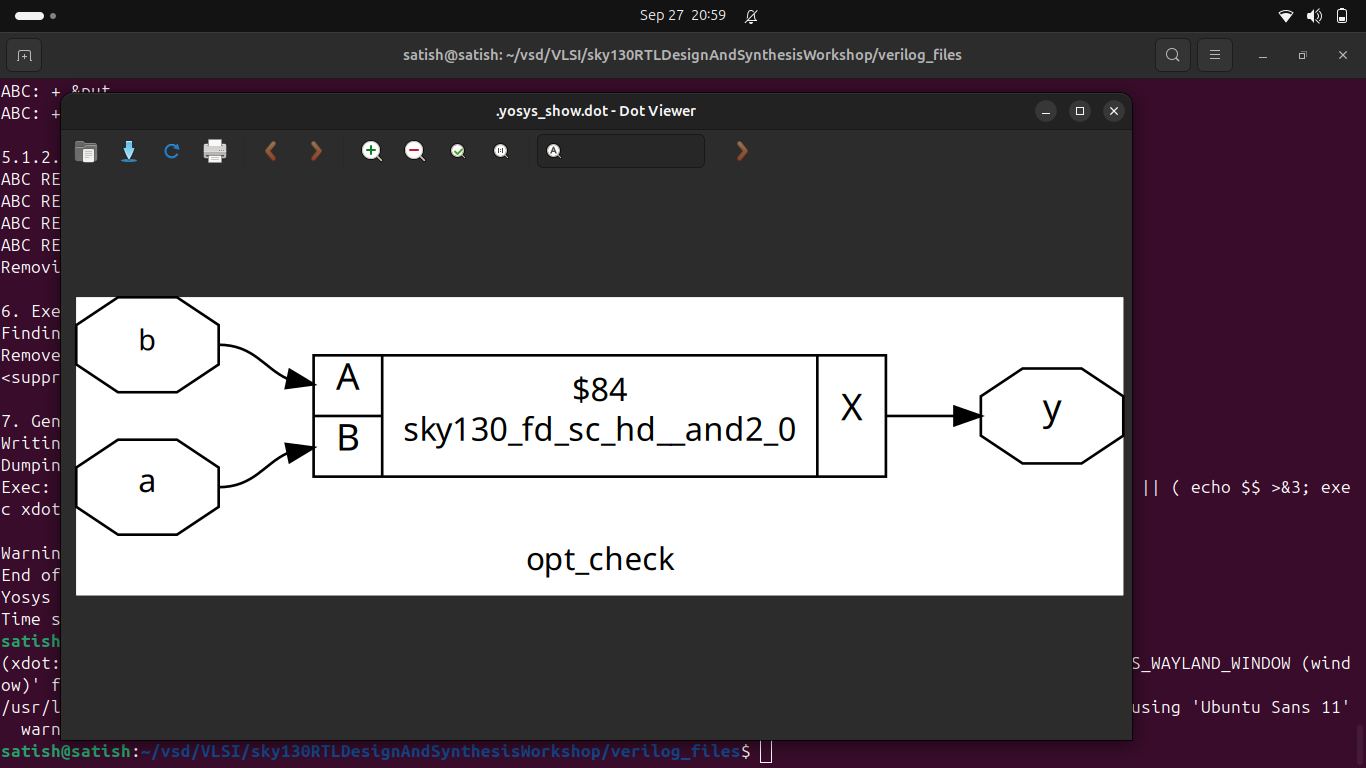 Sep 27 20:59
satish@satish: ~/vsd/VLSI/sky130RTLDesignAndSynthesisWorkshop/verilog_files
ABC: + &put
ABC: +
.yosys_show.dot - Dot Viewer
5.1.2.
ABC RE
ABC RE
ABC RE
ABC RE
Removi
6. Exe
Findin
Remove
<suppr
7. Gen
Writin
Dumpin
Exec: || ( echo $$ >&3; exe
c xdot
Warnin
End of
Yosys
Time s
satish
(xdot: S_WAYLAND_WINDOW (wind
ow)' f
/usr/l using 'Ubuntu Sans 11'
warn
satish@satish:~/vsd/VLSI/sky130RTLDesignAndSynthesisWorkshop/verilog_files$
b
a
A
B
$84
sky130_fd_sc_hd__and2_0
X
y
opt_check